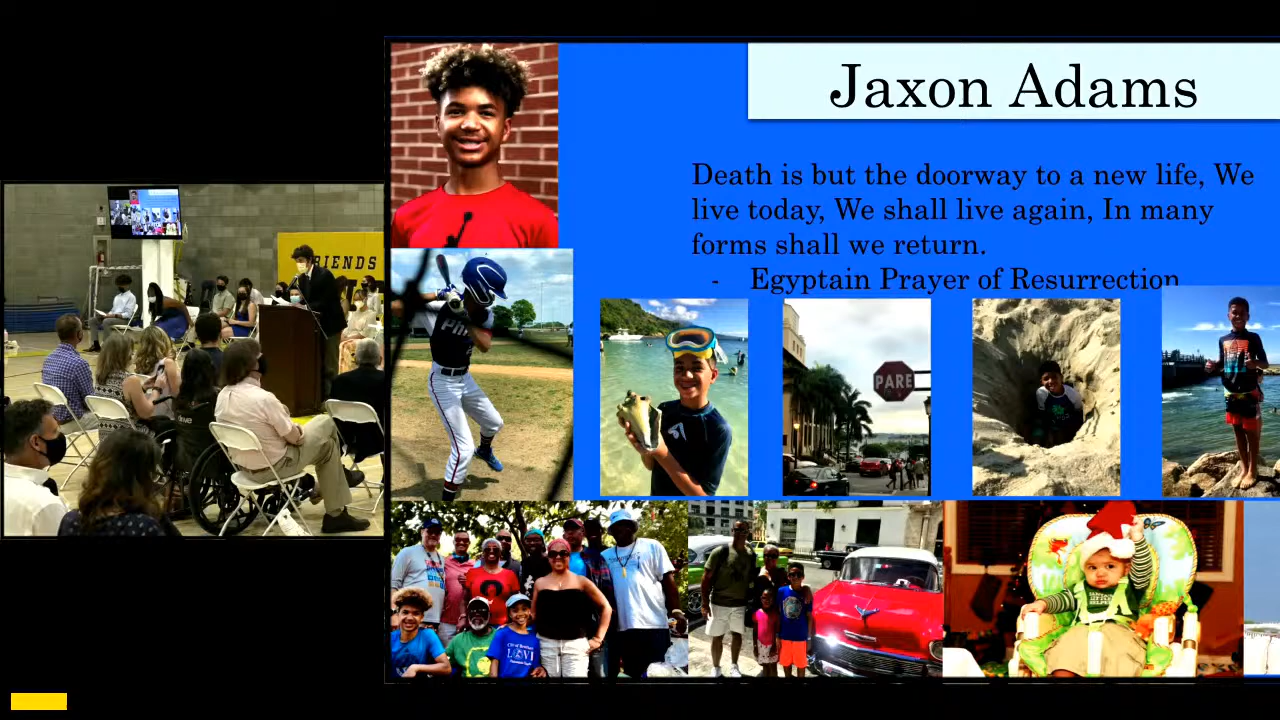 Jaxon Adams
Death is but the doorway to a new life, We
live today, We shall live again, In many
forms shall we return.
- Egyptain Prayer of Resurrection
FRIENDS
PARE